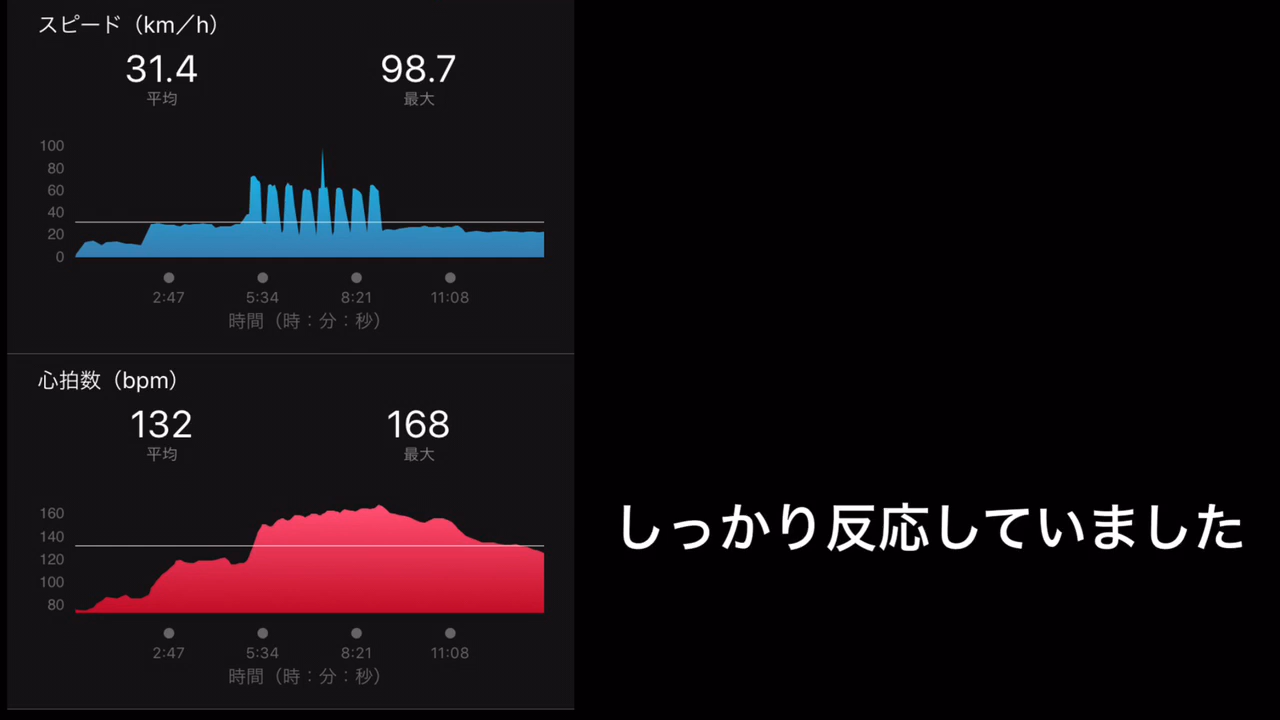 スピード（km／h）
31.4 98.7
平均 最大
100
80
60
40
20
0
2:47 5:34 8:21 11:08
時間（時：分：秒）
心拍数（bpm）
132 168
平均 最大
160
140
120
100
80
2:47 5:34 8:21 11:08
時間（時：分：秒）
しっかり反応していました